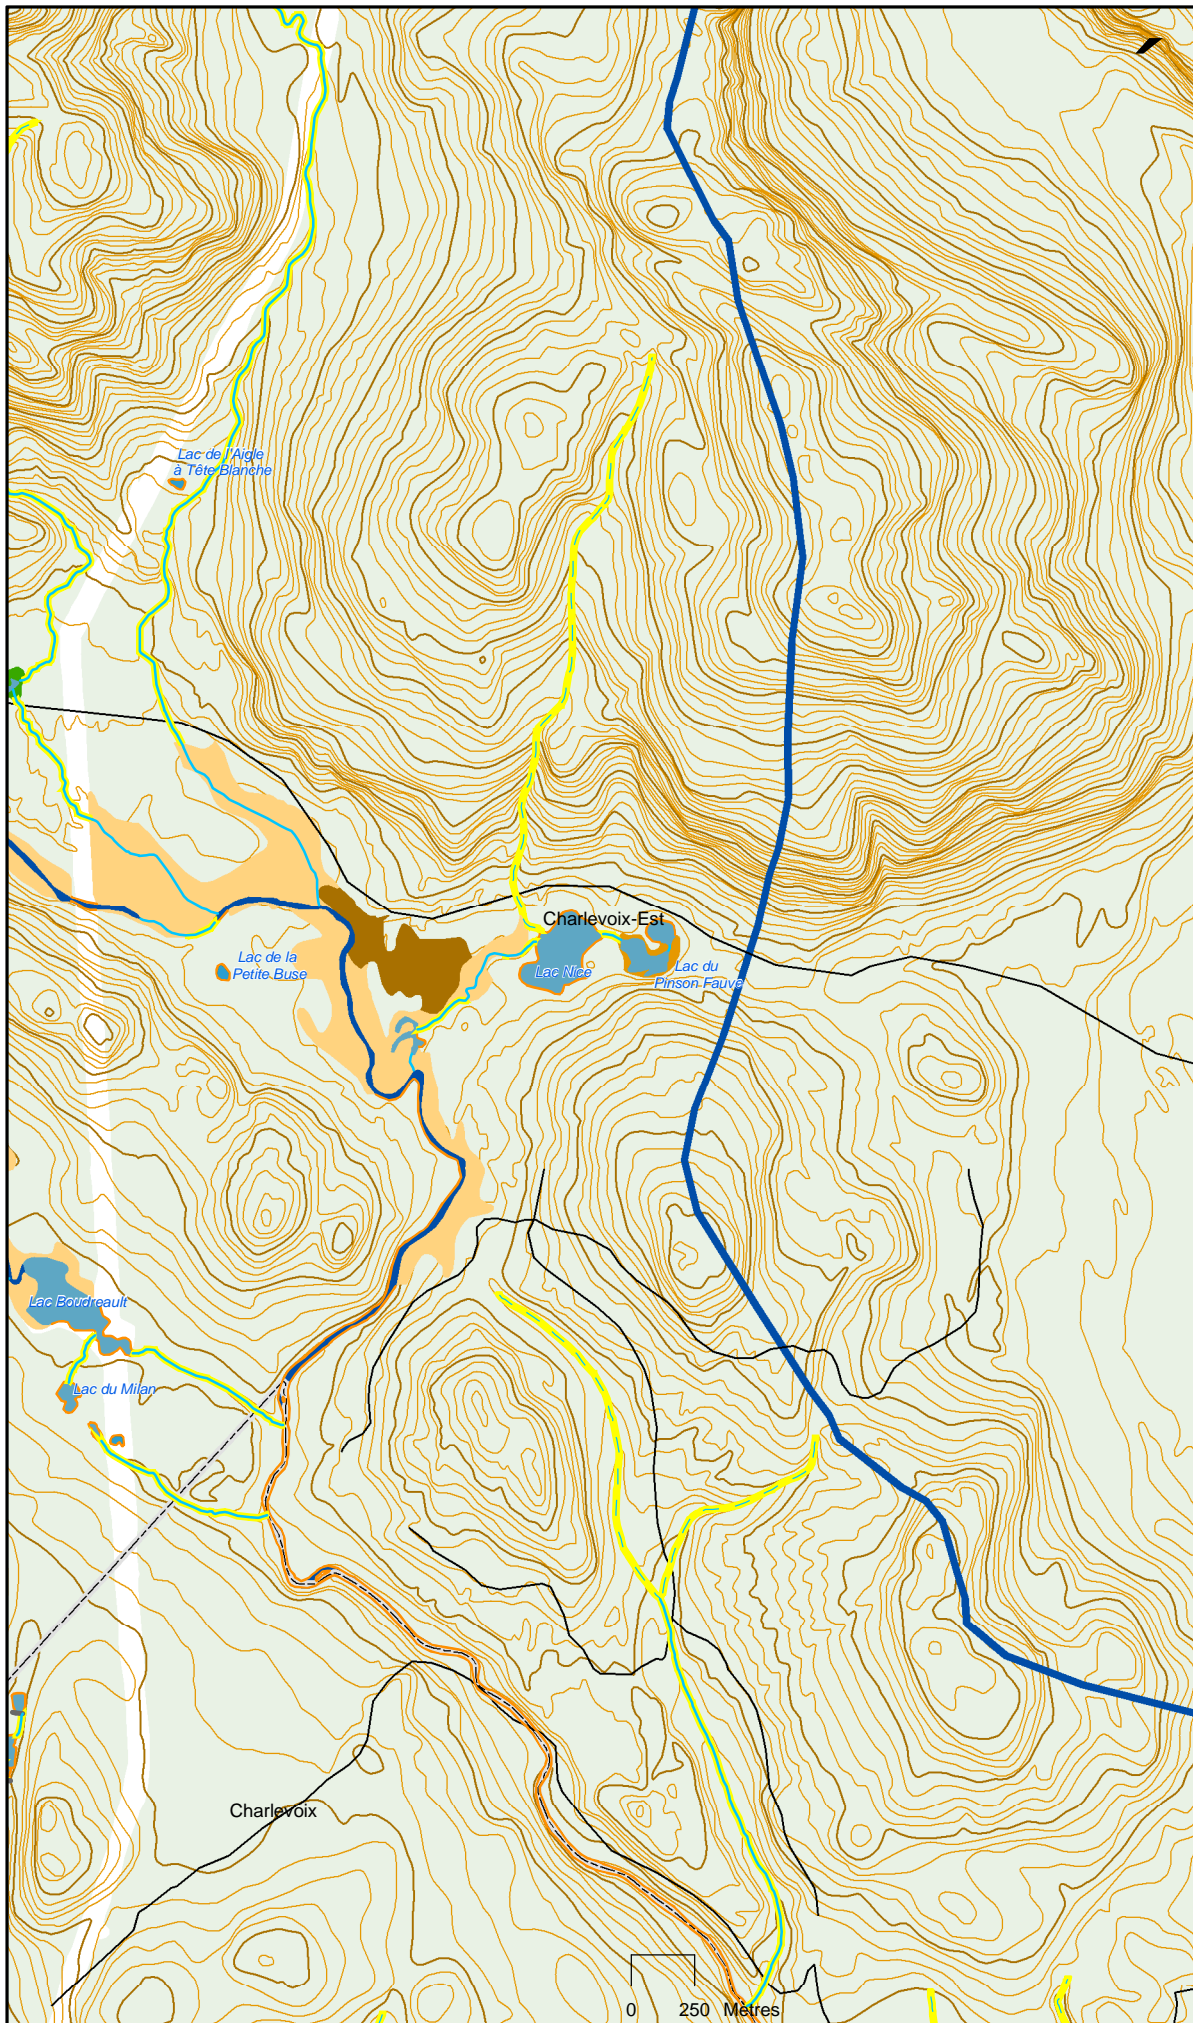 Lac de l'Aigle
à Tête Blanche
Charlevoix-Est
Lac de la
Petite Buse
Lac Nice
Lac du
Pinson Fauve
Lac Boudreault
Lac du Milan
Charlevoix
0 250 Mètres